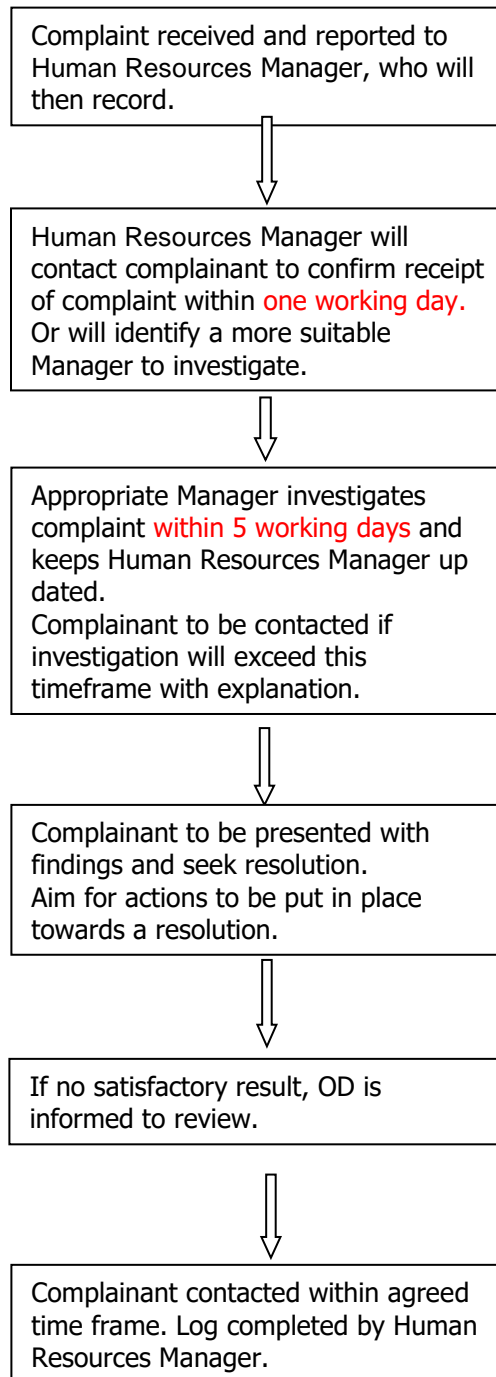 Complaint received and reported to
Human Resources Manager, who will
then record.
Human Resources Manager will
contact complainant to confirm receipt
of complaint within one working day.
Or will identify a more suitable
Manager to investigate.
Appropriate Manager investigates
complaint within 5 working days and
keeps Human Resources Manager up
dated.
Complainant to be contacted if
investigation will exceed this
timeframe with explanation.
Complainant to be presented with
findings and seek resolution.
Aim for actions to be put in place
towards a resolution.
If no satisfactory result, OD is
informed to review.
Complainant contacted within agreed
time frame. Log completed by Human
Resources Manager.